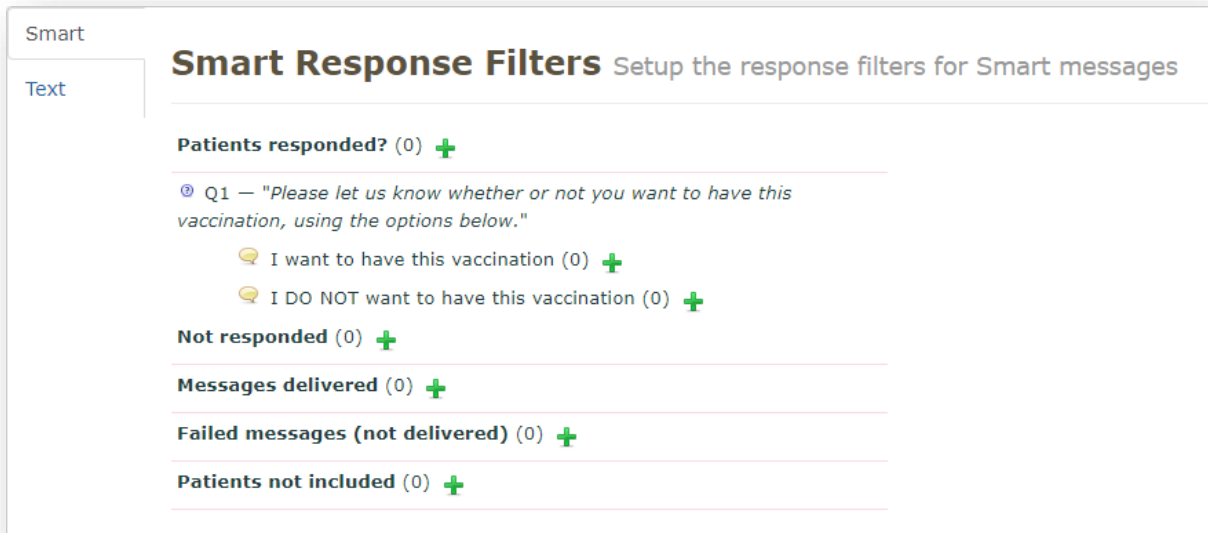 Smart
Text
Smart Response Filters Setup the response filters for Smart messages
Patients responded? (0)
Q1 — "Please let us know whether or not you want to have this
vaccination, using the options below."
I want to have this vaccination (0)
I DO NOT want to have this vaccination (0)
Not responded (0)
Messages delivered (0)
Failed messages (not delivered) (0)
Patients not included (0)